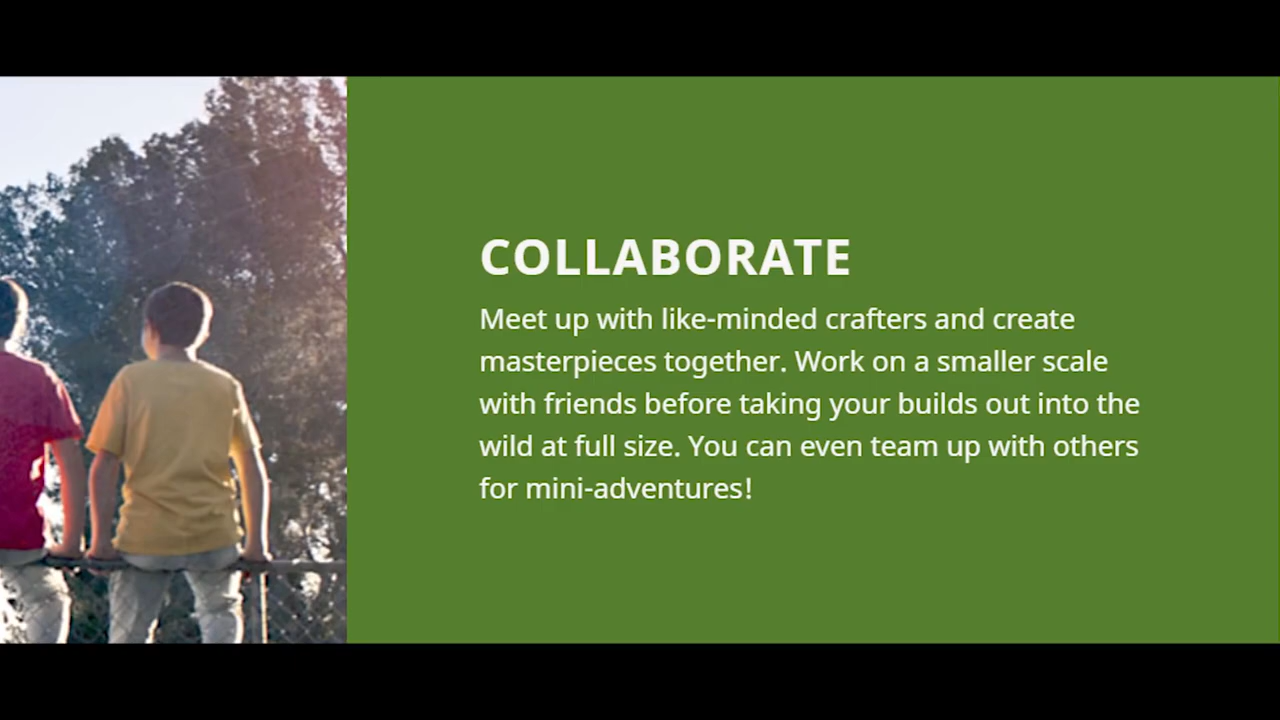 COLLABORATE
Meet up with like-minded crafters and create
masterpieces together. Work on a smaller scale
with friends before taking your builds out into the
wild at full size. You can even team up with others
for mini-adventures!